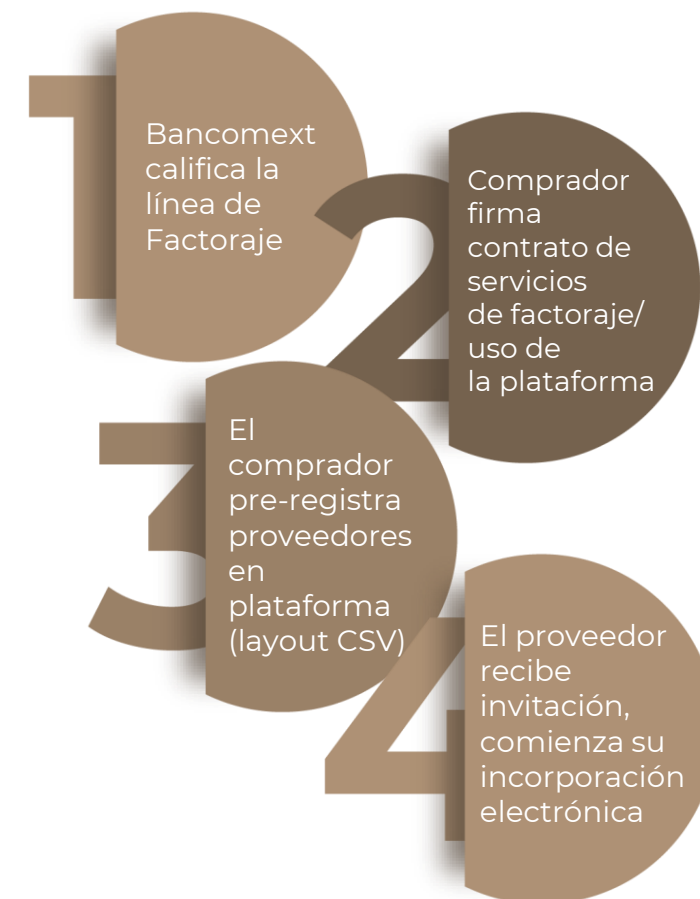 1
Bancomext
califica la
línea de
Factoraje
2
Comprador
firma
contrato de
servicios
de factoraje/
uso de
la plataforma
3
El
comprador
pre-registra
proveedores
en
plataforma
(layout CSV)
4
El proveedor
recibe
invitación,
comienza su
incorporación
electrónica